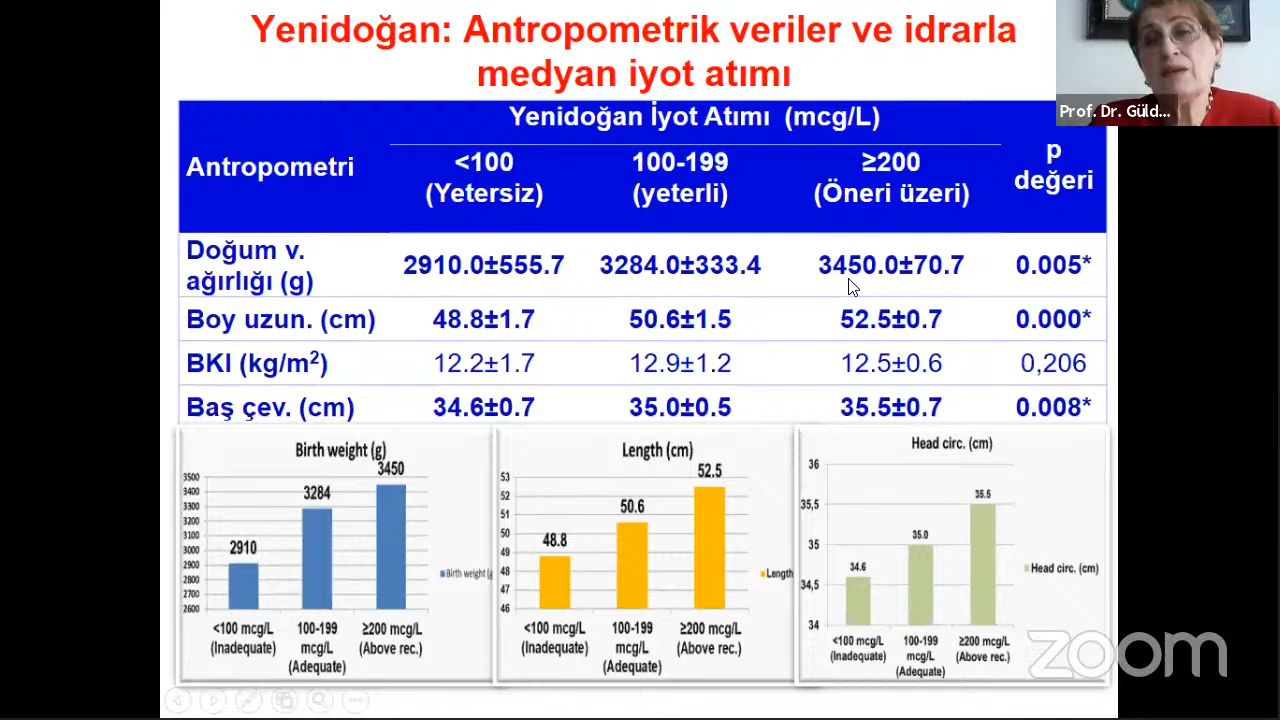 Yenidoğan: Antropometrik veriler ve idrarla
medyan iyot atımı
Prof. Dr. Güld...
Yenidoğan İyot Atımı (mcg/L)
Antropometri
<100
(Yetersiz)
100-199
(yeterli)
≥200
(Öneri üzeri)
p
değeri
Doğum v.
ağırlığı (g)
2910.0±555.7 3284.0±333.4 3450.0±70.7 0.005*
Boy uzun. (cm) 48.8±1.7 50.6±1.5 52.5±0.7 0.000*
BKI (kg/m²) 12.2±1.7 12.9±1.2 12.5±0.6 0,206
Baş çev. (cm) 34.6±0.7 35.0±0.5 35.5±0.7 0.008*
Birth weight (g)
3500
3400
3300
3200
3100
3000
2900
2800
2700
2600
2910
3284
3450
<100 mcg/L
(Inadequate)
100-199
mcg/L
(Adequate)
≥200 mcg/L
(Above rec.)
Birth weight (g
Length (cm)
53
52
51
50
49
48
47
46
48.8
50.6
52.5
<100 mcg/L
(Inadequate)
100-199
mcg/L
(Adequate)
≥200 mcg/L
(Above rec.)
Length
Head circ. (cm)
36
35,5
35
34,5
34
34.6
35.0
35.5
<100 mcg/L
(Inadequate)
100-199
mcg/L
(Adequate)
≥200 mcg/L
(Above rec.)
Head circ. (cm)
zoom